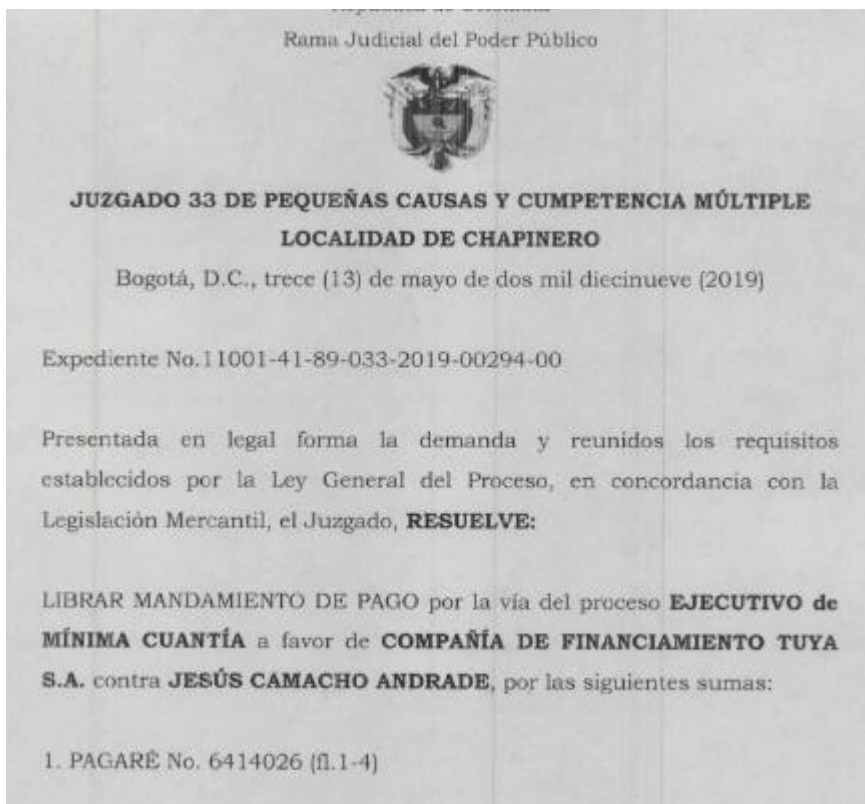 Rama Judicial del Poder Público
JUZGADO 33 DE PEQUEÑAS CAUSAS Y CUMPETENCIA MÚLTIPLE
LOCALIDAD DE CHAPINERO
Bogotá, D.C., trece (13) de mayo de dos mil diecinueve (2019)
Expediente No.11001-41-89-033-2019-00294-00
Presentada en legal forma la demanda y reunidos los requisitos
establecidos por la Ley General del Proceso, en concordancia con la
Legislación Mercantil, el Juzgado, RESUELVE:
LIBRAR MANDAMIENTO DE PAGO por la vía del proceso EJECUTIVO de
MÍNIMA CUANTÍA a favor de COMPAÑÍA DE FINANCIAMIENTO TUYA
S.A. contra JESÚS CAMACHO ANDRADE, por las siguientes sumas:
1. PAGARÉ No. 6414026 (fl.1-4)